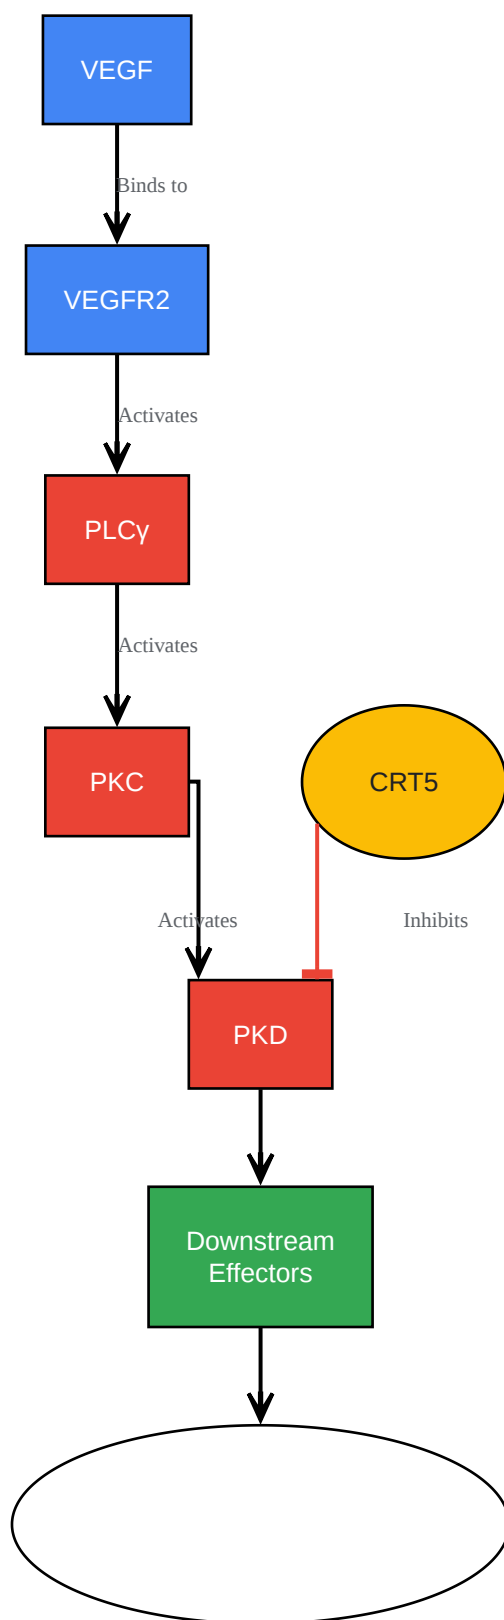 VEGF
Binds to
VEGFR2
Activates
PLCγ
Activates
PKC
CRT5
Activates
Inhibits
PKD
Downstream
Effectors